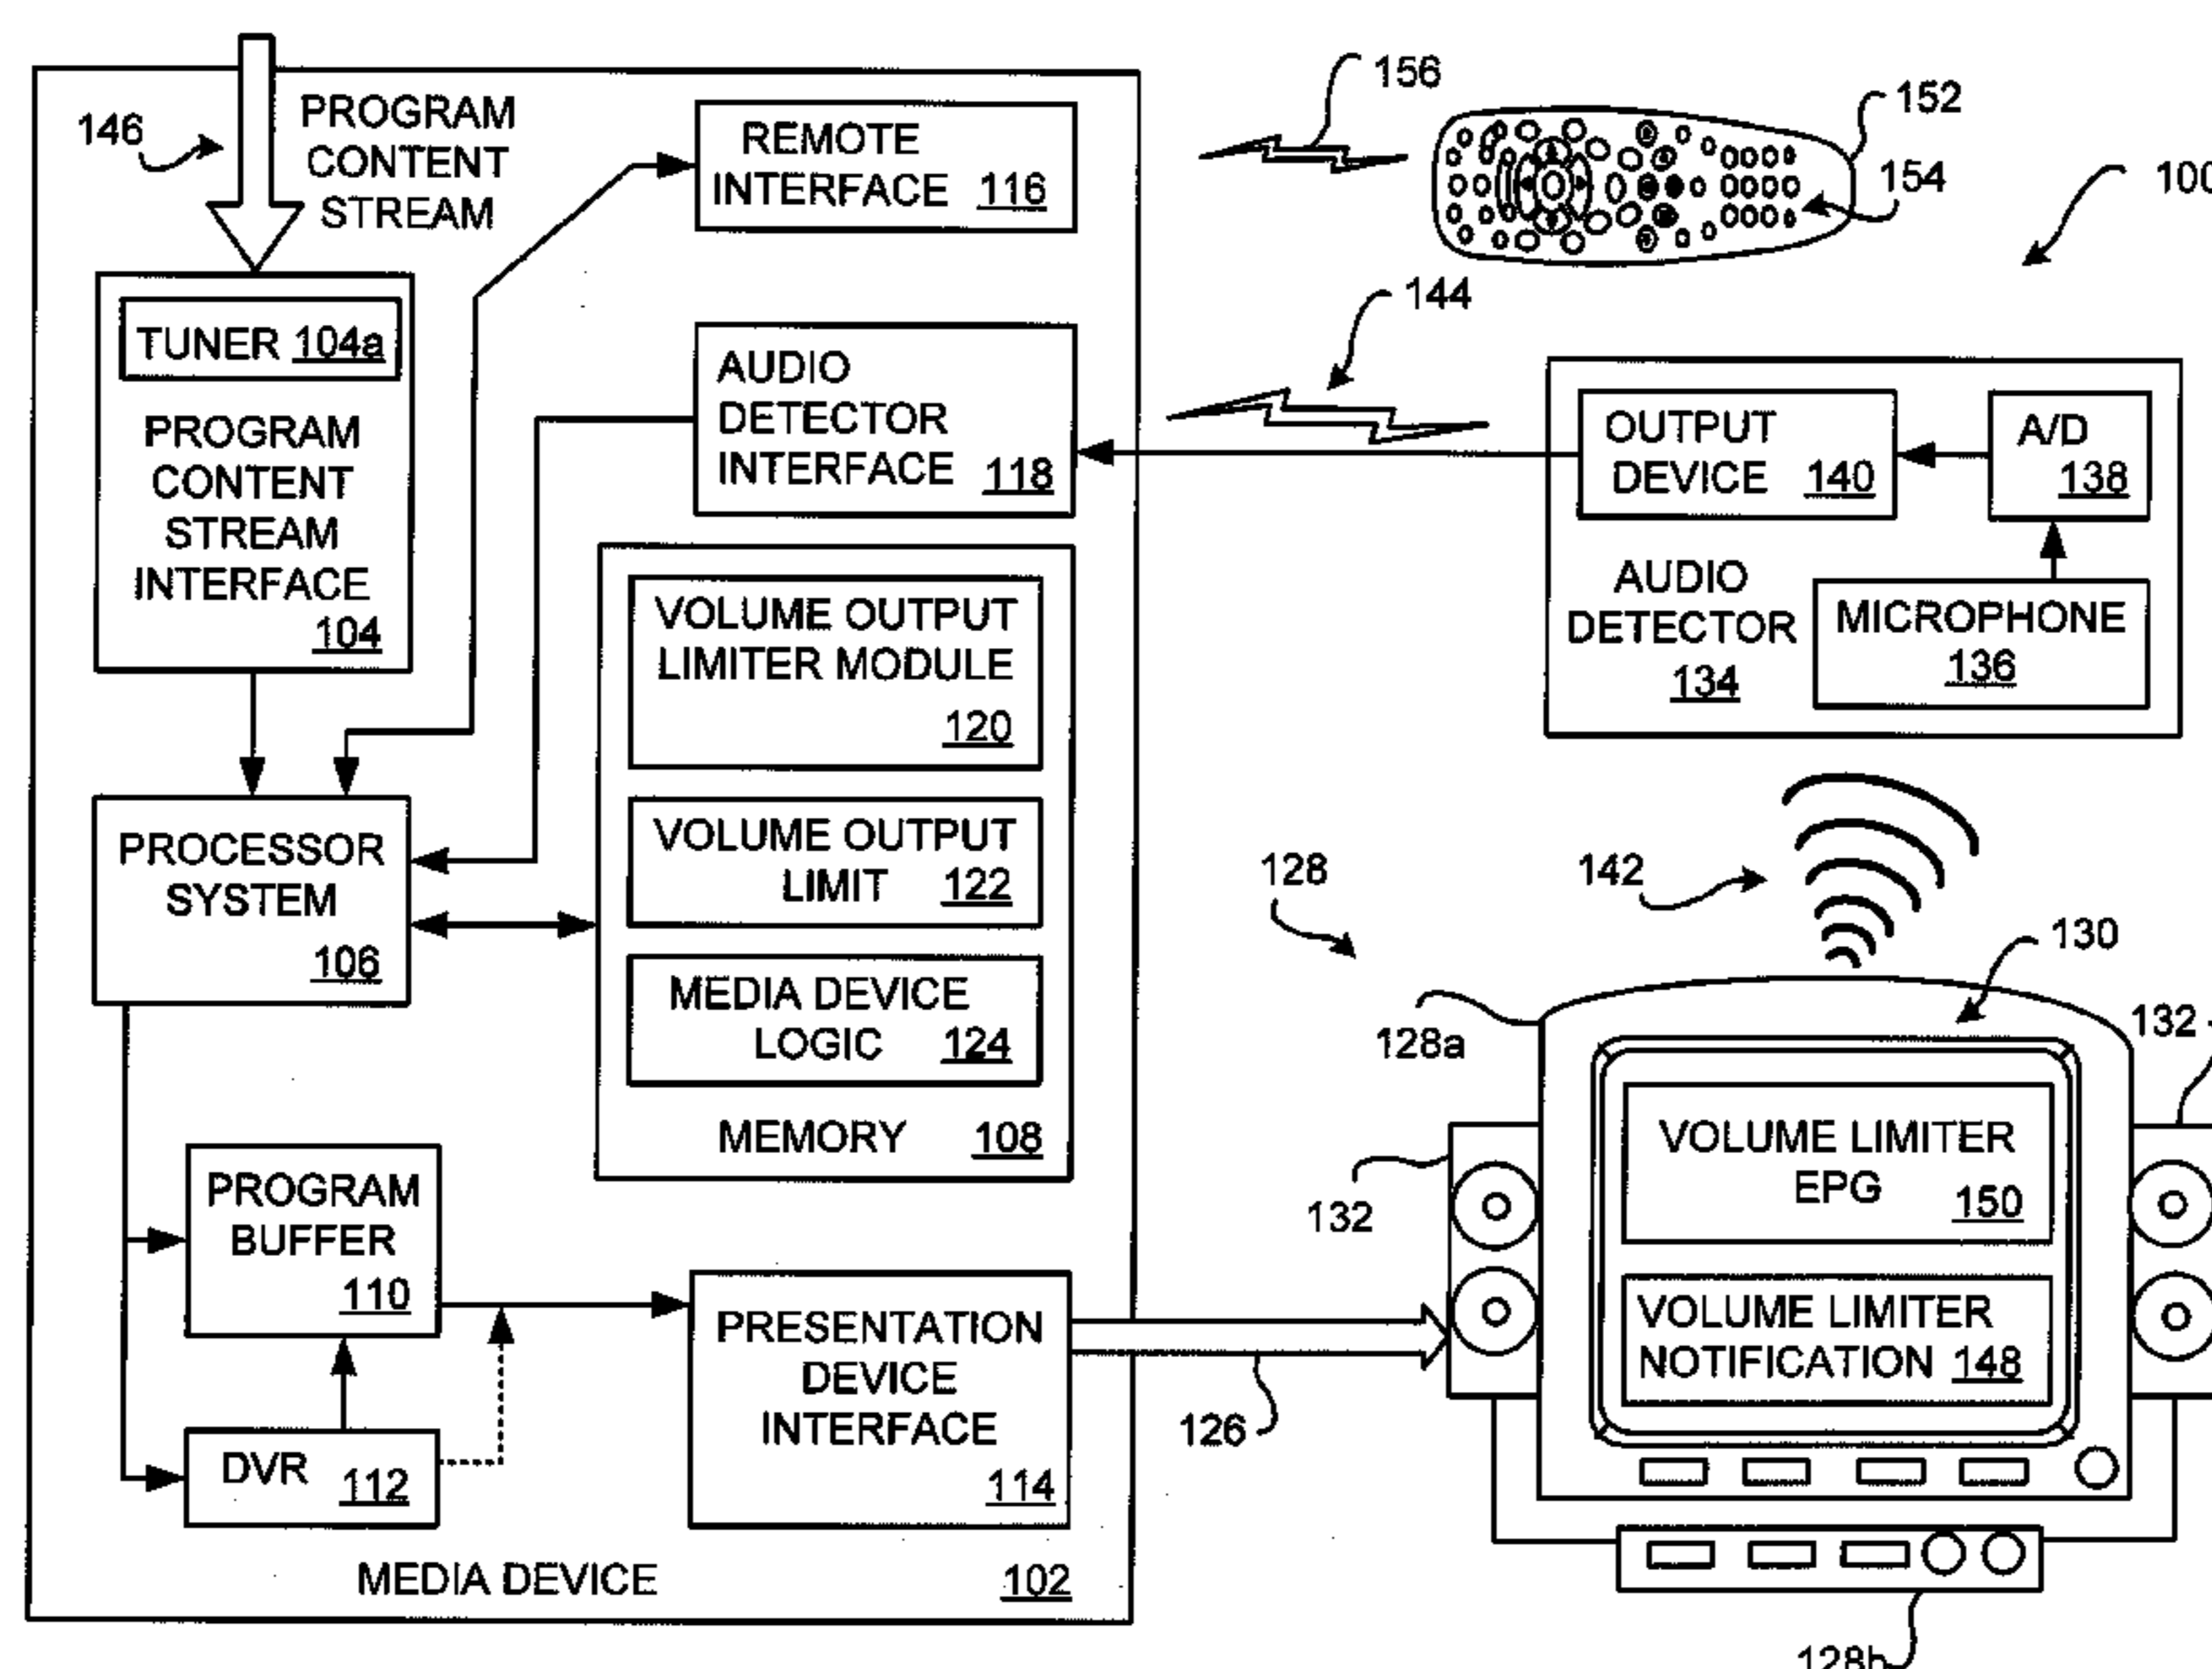 146
PROGRAM
CONTENT
STREAM
TUNER 104a
PROGRAM
CONTENT
STREAM
INTERFACE
104
PROCESSOR
SYSTEM
106
PROGRAM
BUFFER
110
DVR 112
REMOTE
INTERFACE 116
AUDIO
DETECTOR
INTERFACE 118
VOLUME OUTPUT
LIMITER MODULE
120
VOLUME OUTPUT
LIMIT 122
MEDIA DEVICE
LOGIC 124
MEMORY 108
PRESENTATION
DEVICE
INTERFACE
114
MEDIA DEVICE 102
156
152
154
100
144
OUTPUT
DEVICE 140
A/D
138
AUDIO
DETECTOR
134
MICROPHONE
136
128
142
130
128a
132
132
VOLUME LIMITER
EPG 150
VOLUME LIMITER
NOTIFICATION 148
126
128b